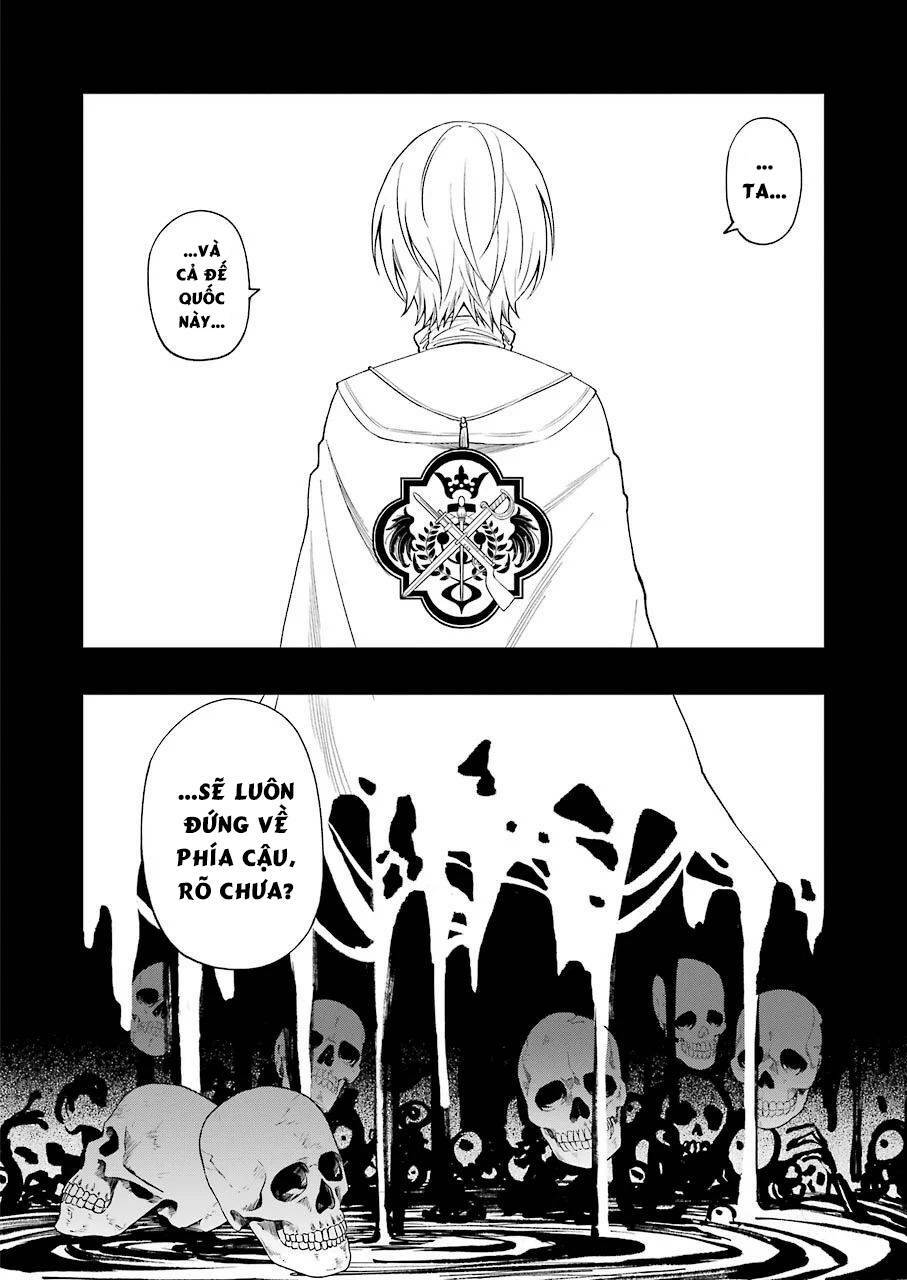 ...
TA...
...VÀ
CẢ ĐẾ
QUỐC
NÀY...
...SẼ LUÔN
ĐỨNG VỀ
PHÍA CẬU,
RÕ CHƯA?